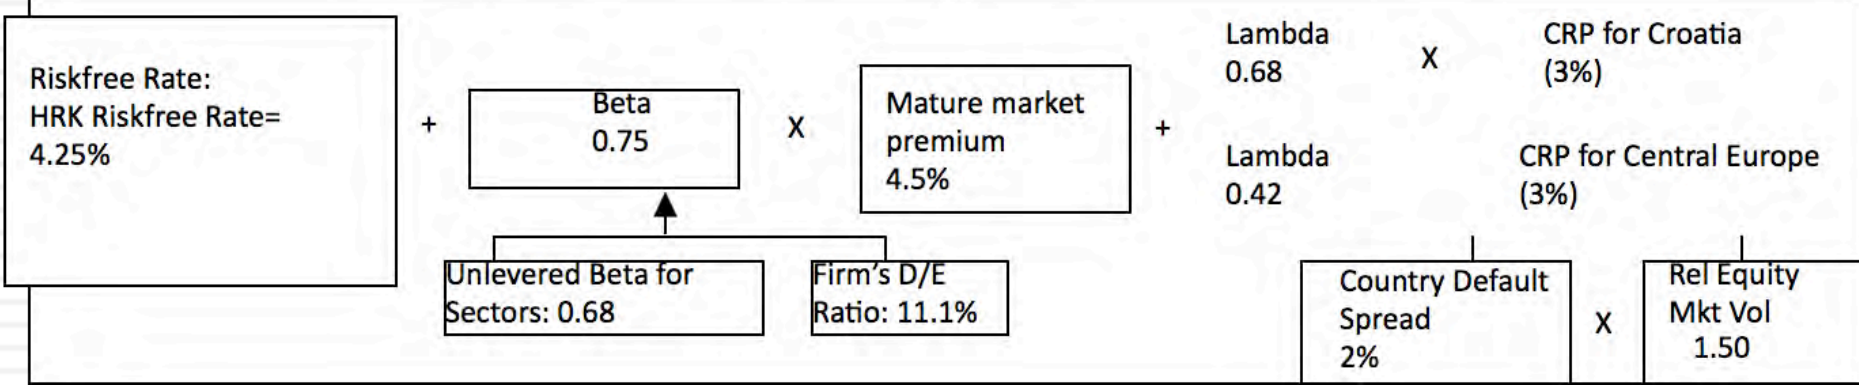 Riskfree Rate:
HRK Riskfree Rate=
4.25%
+
Beta
0.75
X
Mature market
premium
4.5%
+
Lambda
0.68
X
CRP for Croatia
(3%)
Lambda
0.42
CRP for Central Europe
(3%)
Unlevered Beta for
Sectors: 0.68
Firm's D/E
Ratio: 11.1%
Country Default
Spread
2%
X
Rel Equity
Mkt Vol
1.50